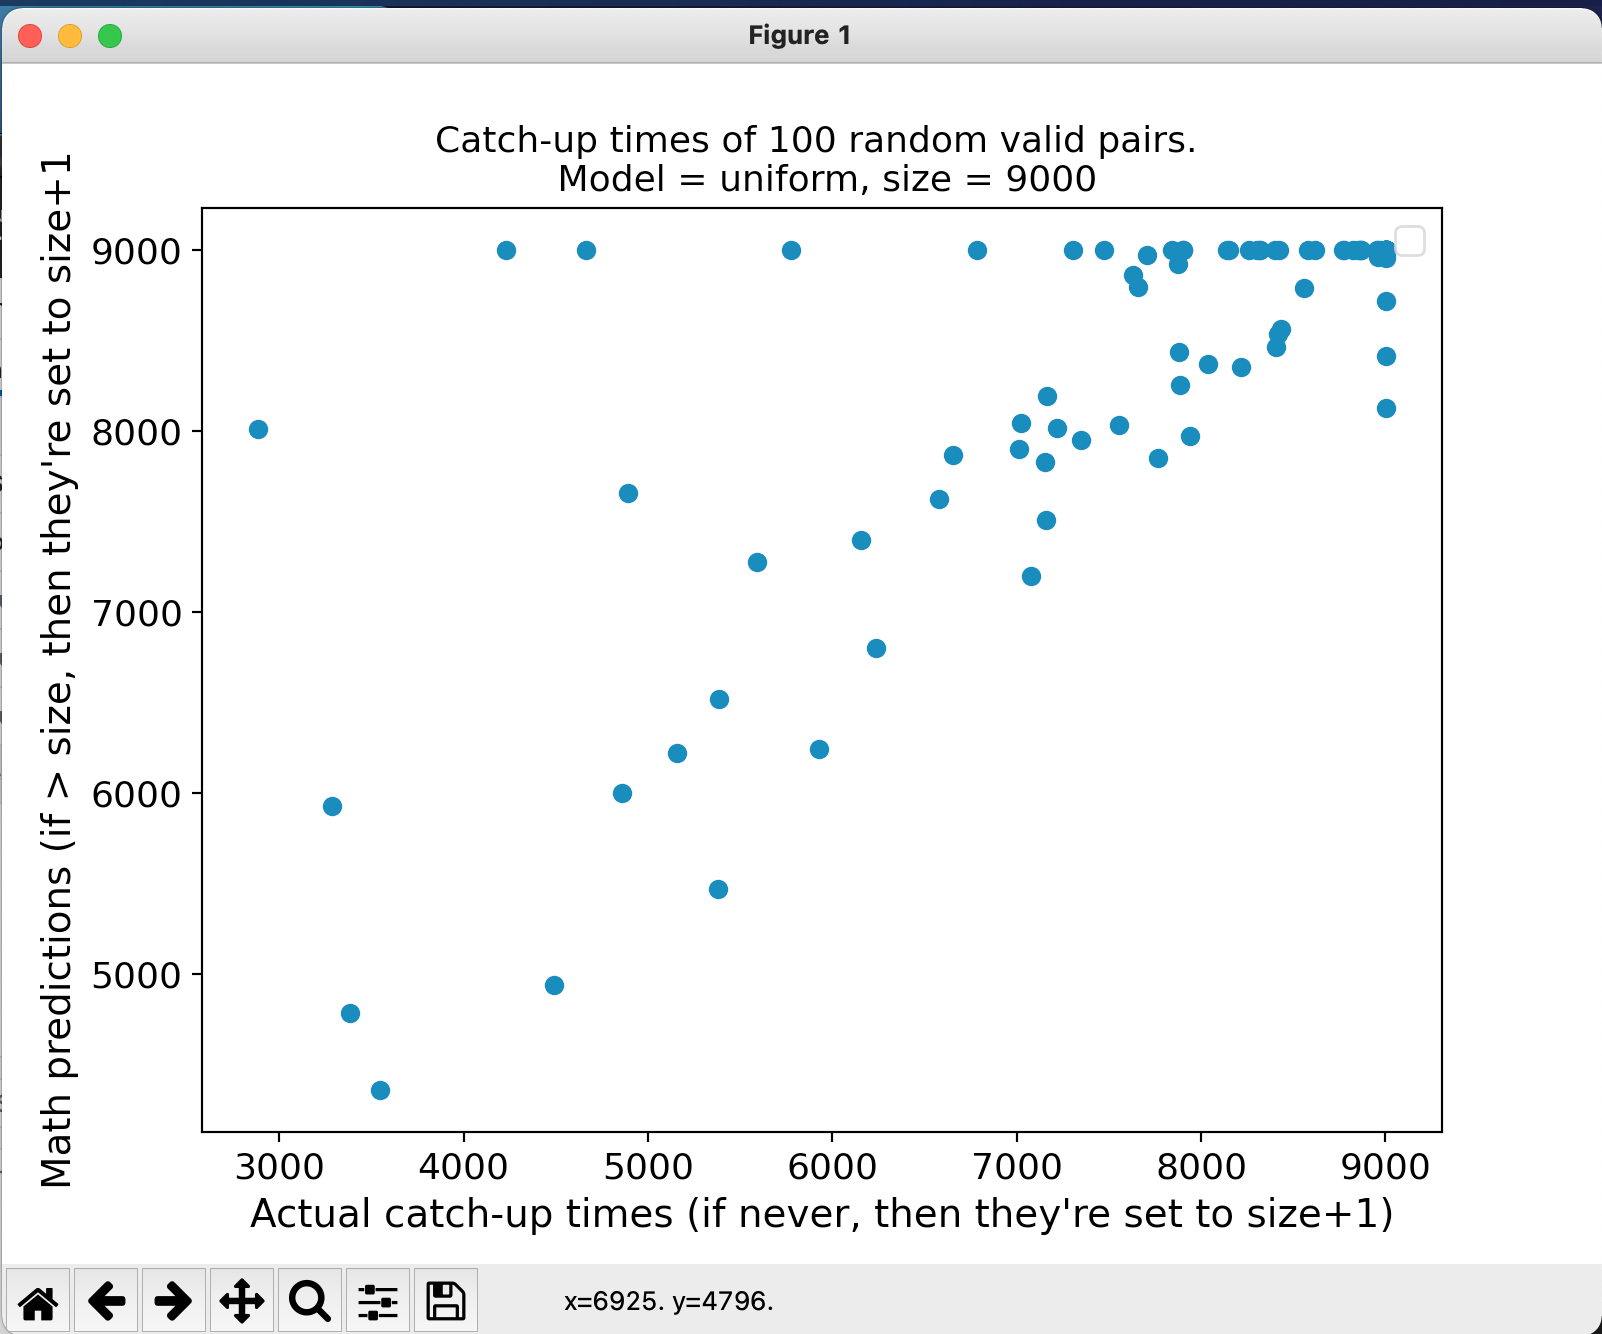 Figure 1
Catch-up times of 100 random valid pairs.
Model = uniform, size = 9000
Math predictions (if > size, then they're set to size+1
9000
8000
7000
6000
5000
3000 4000 5000 6000 7000 8000 9000
Actual catch-up times (if never, then they're set to size+1)
x=6925. y=4796.